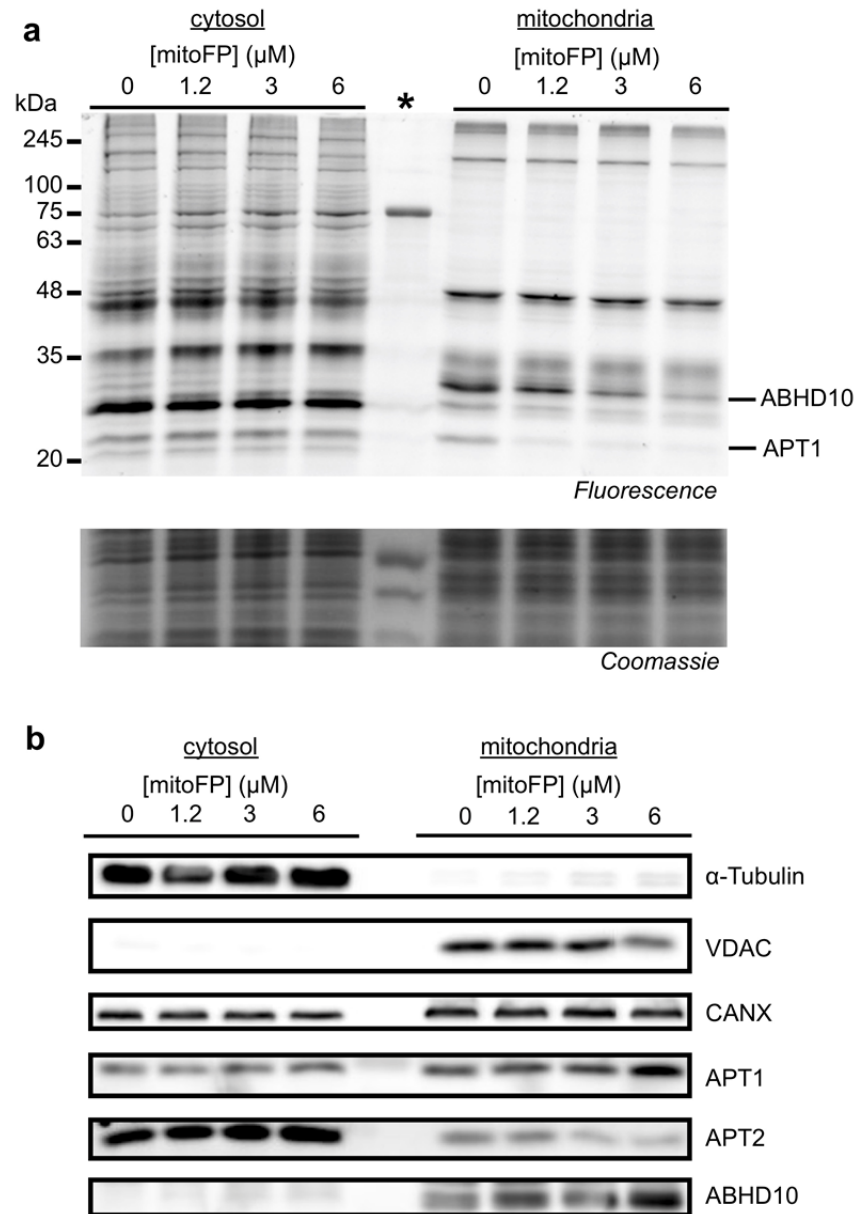 a
cytosol mitochondria
[mitoFP] (µM) [mitoFP] (µM)
0 1.2 3 6 * 0 1.2 3 6
kDa
245
100
75
63
48
35
ABHD10
APT1
20
Fluorescence
Coomassie
b
cytosol mitochondria
[mitoFP] (µM) [mitoFP] (µM)
0 1.2 3 6 0 1.2 3 6
α-Tubulin
VDAC
CANX
APT1
APT2
ABHD10